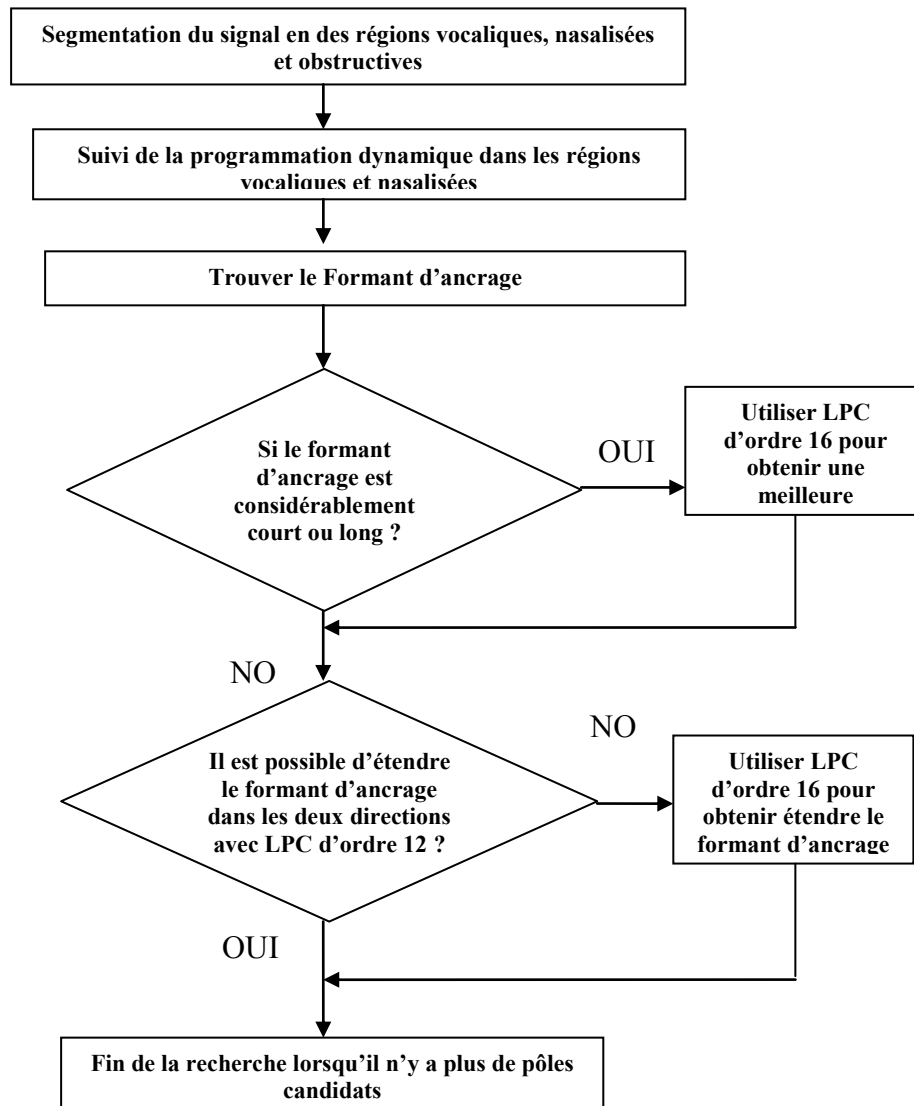 Segmentation du signal en des régions vocaliques, nasalisées
et obstructives
Suivi de la programmation dynamique dans les régions
vocaliques et nasalisées
Trouver le Formant d’ancrage
Si le formant
d’ancrage est
considérablement
court ou long ?
OUI
Utiliser LPC
d’ordre 16 pour
obtenir une
meilleure
NO
Il est possible d’étendre
le formant d’ancrage
dans les deux directions
avec LPC d’ordre 12 ?
NO
Utiliser LPC
d’ordre 16 pour
obtenir étendre le
formant d’ancrage
OUI
Fin de la recherche lorsqu’il n’y a plus de pôles
candidats